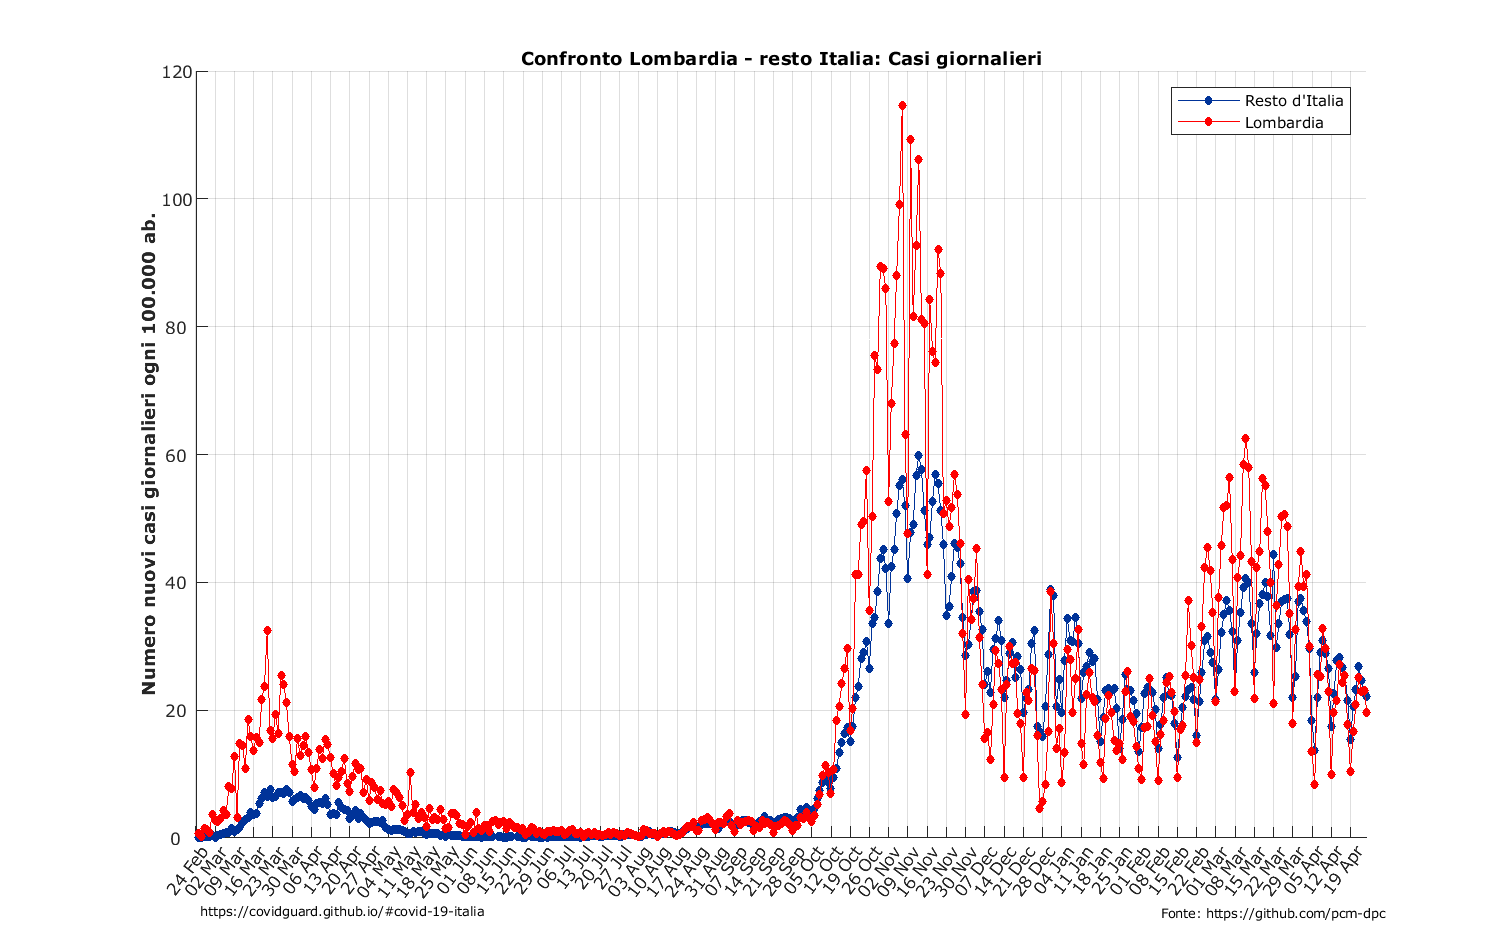 Confronto Lombardia - resto Italia: Casi giornalieri
Resto d'Italia
Lombardia
Numero nuovi casi giornalieri ogni 100.000 ab.
120
100
80
60
40
20
0
24 Feb
02 Mar
09 Mar
16 Mar
23 Mar
30 Mar
06 Apr
13 Apr
20 Apr
27 Apr
04 May
11 May
18 May
25 May
01 Jun
08 Jun
15 Jun
22 Jun
29 Jun
06 Jul
13 Jul
20 Jul
27 Jul
03 Aug
10 Aug
17 Aug
24 Aug
31 Aug
07 Sep
14 Sep
21 Sep
28 Sep
05 Oct
12 Oct
19 Oct
26 Oct
02 Nov
09 Nov
16 Nov
23 Nov
30 Nov
07 Dec
14 Dec
21 Dec
28 Dec
04 Jan
11 Jan
18 Jan
25 Jan
01 Feb
08 Feb
15 Feb
22 Feb
01 Mar
08 Mar
15 Mar
22 Mar
29 Mar
05 Apr
12 Apr
19 Apr
https://covidguard.github.io/#covid-19-italia
Fonte: https://github.com/pcm-dpc